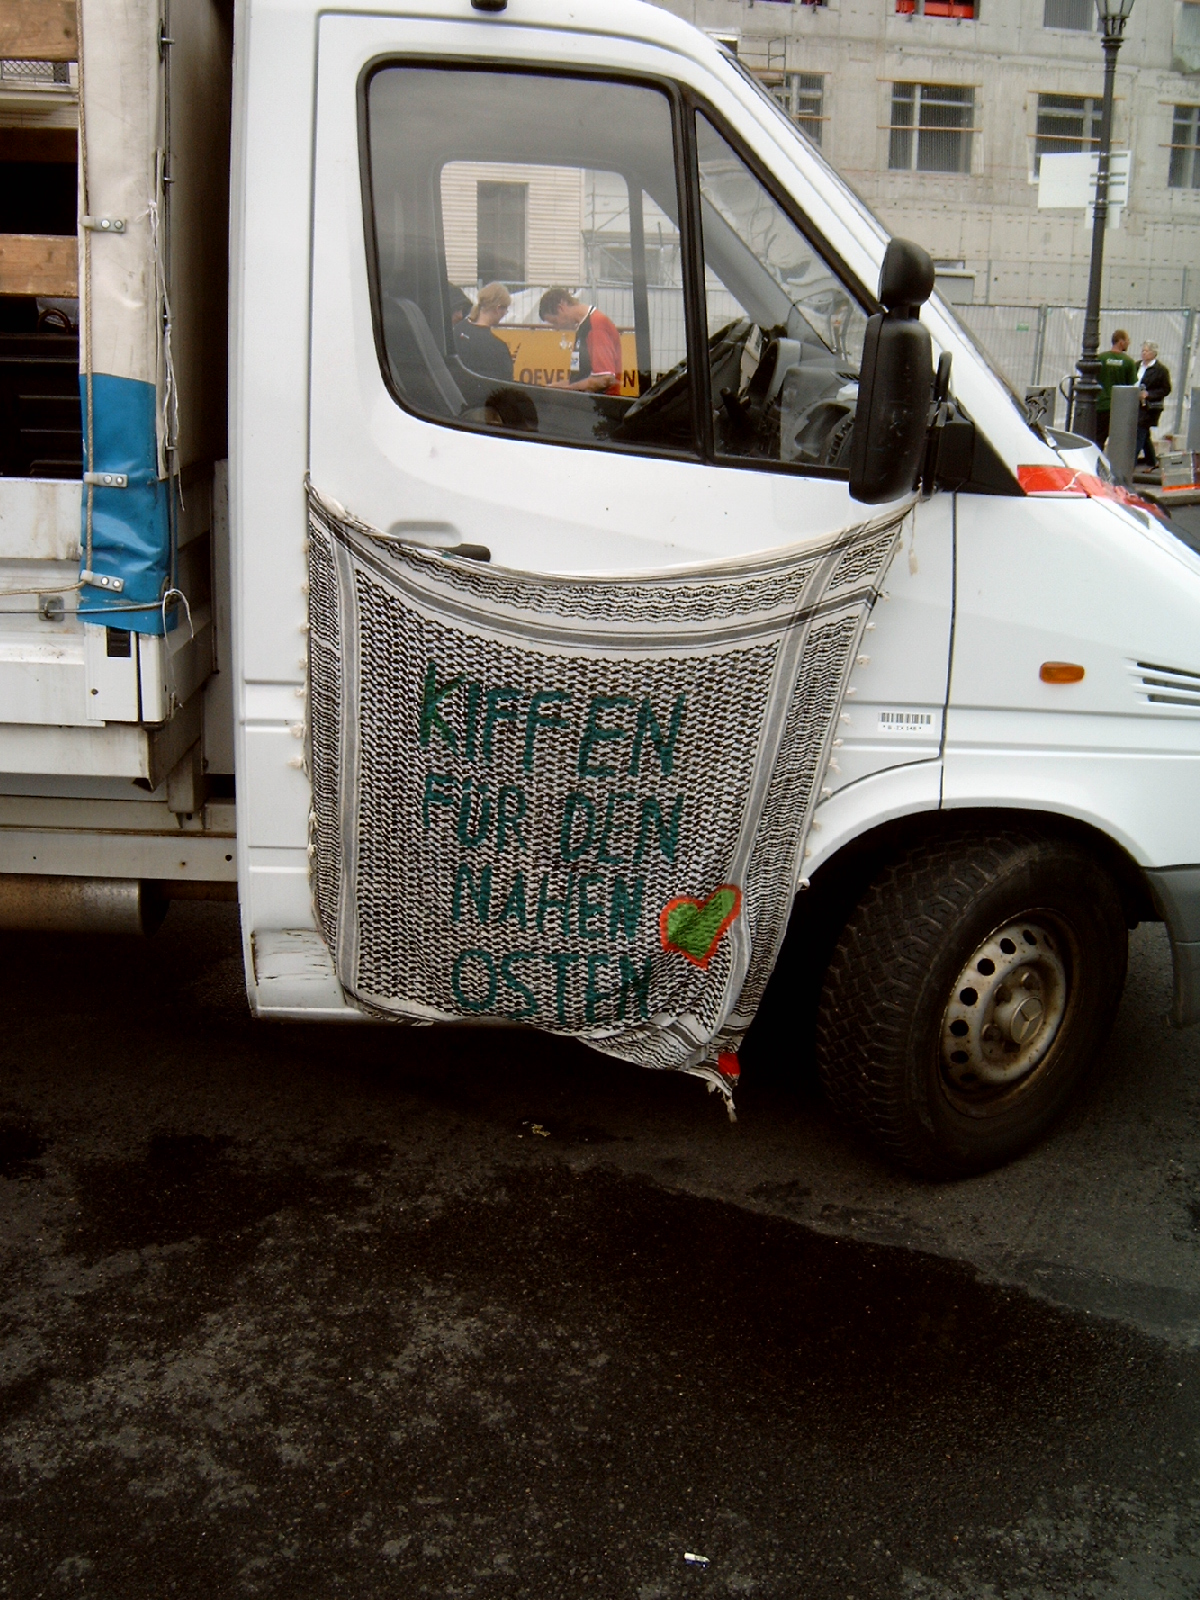 KIFFEN
FÜR DEN
NAHEN
OSTEN